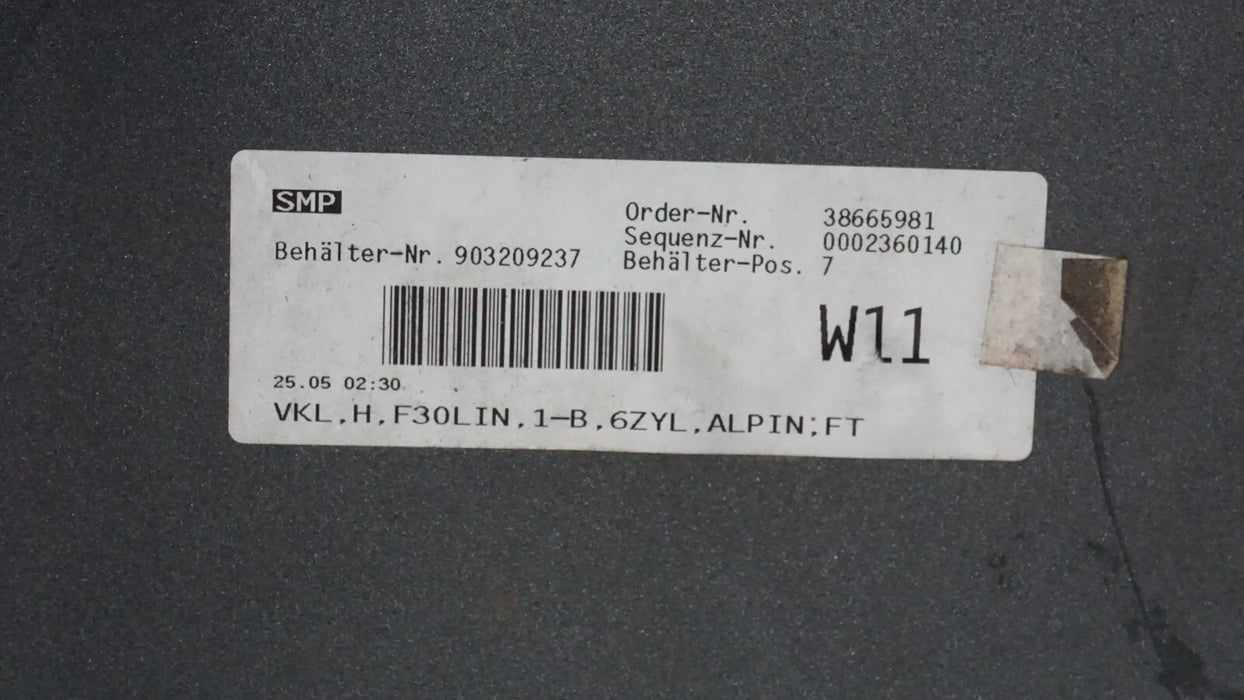 SMP
Behälter-Nr. 903209237
Order-Nr. 38665981
Sequenz-Nr. 0002360140
Behälter-Pos. 7
W11
25.05 02:30
VKL,H,F30LIN,1-B,6ZYL,ALPIN;FT